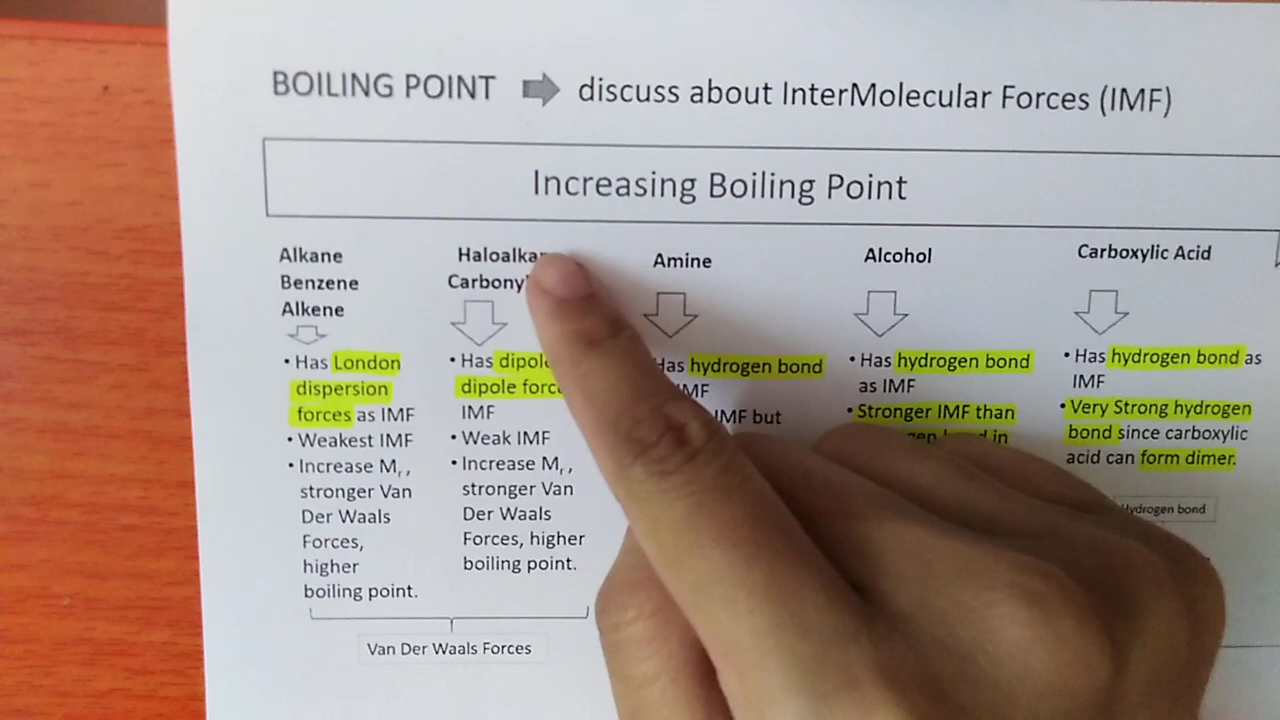 BOILING POINT discuss about InterMolecular Forces (IMF)
Increasing Boiling Point
Alkane
Benzene
Alkene
• Has London
dispersion
forces as IMF
• Weakest IMF
• Increase Mr,
stronger Van
Der Waals
Forces,
higher
boiling point.
• Has
dipole
IMF
• Weak IMF
• Increase Mr,
stronger Van
Der Waals
Forces, higher
boiling point.
Van Der Waals Forces
Amine
Has hydrogen bond
IMF
IMF but
Alcohol
• Has hydrogen bond
as IMF
• Stronger IMF than
in
Carboxylic Acid
• Has hydrogen bond as
IMF
• Very Strong hydrogen
bond since carboxylic
acid can form dimer.
Hydrogen bond